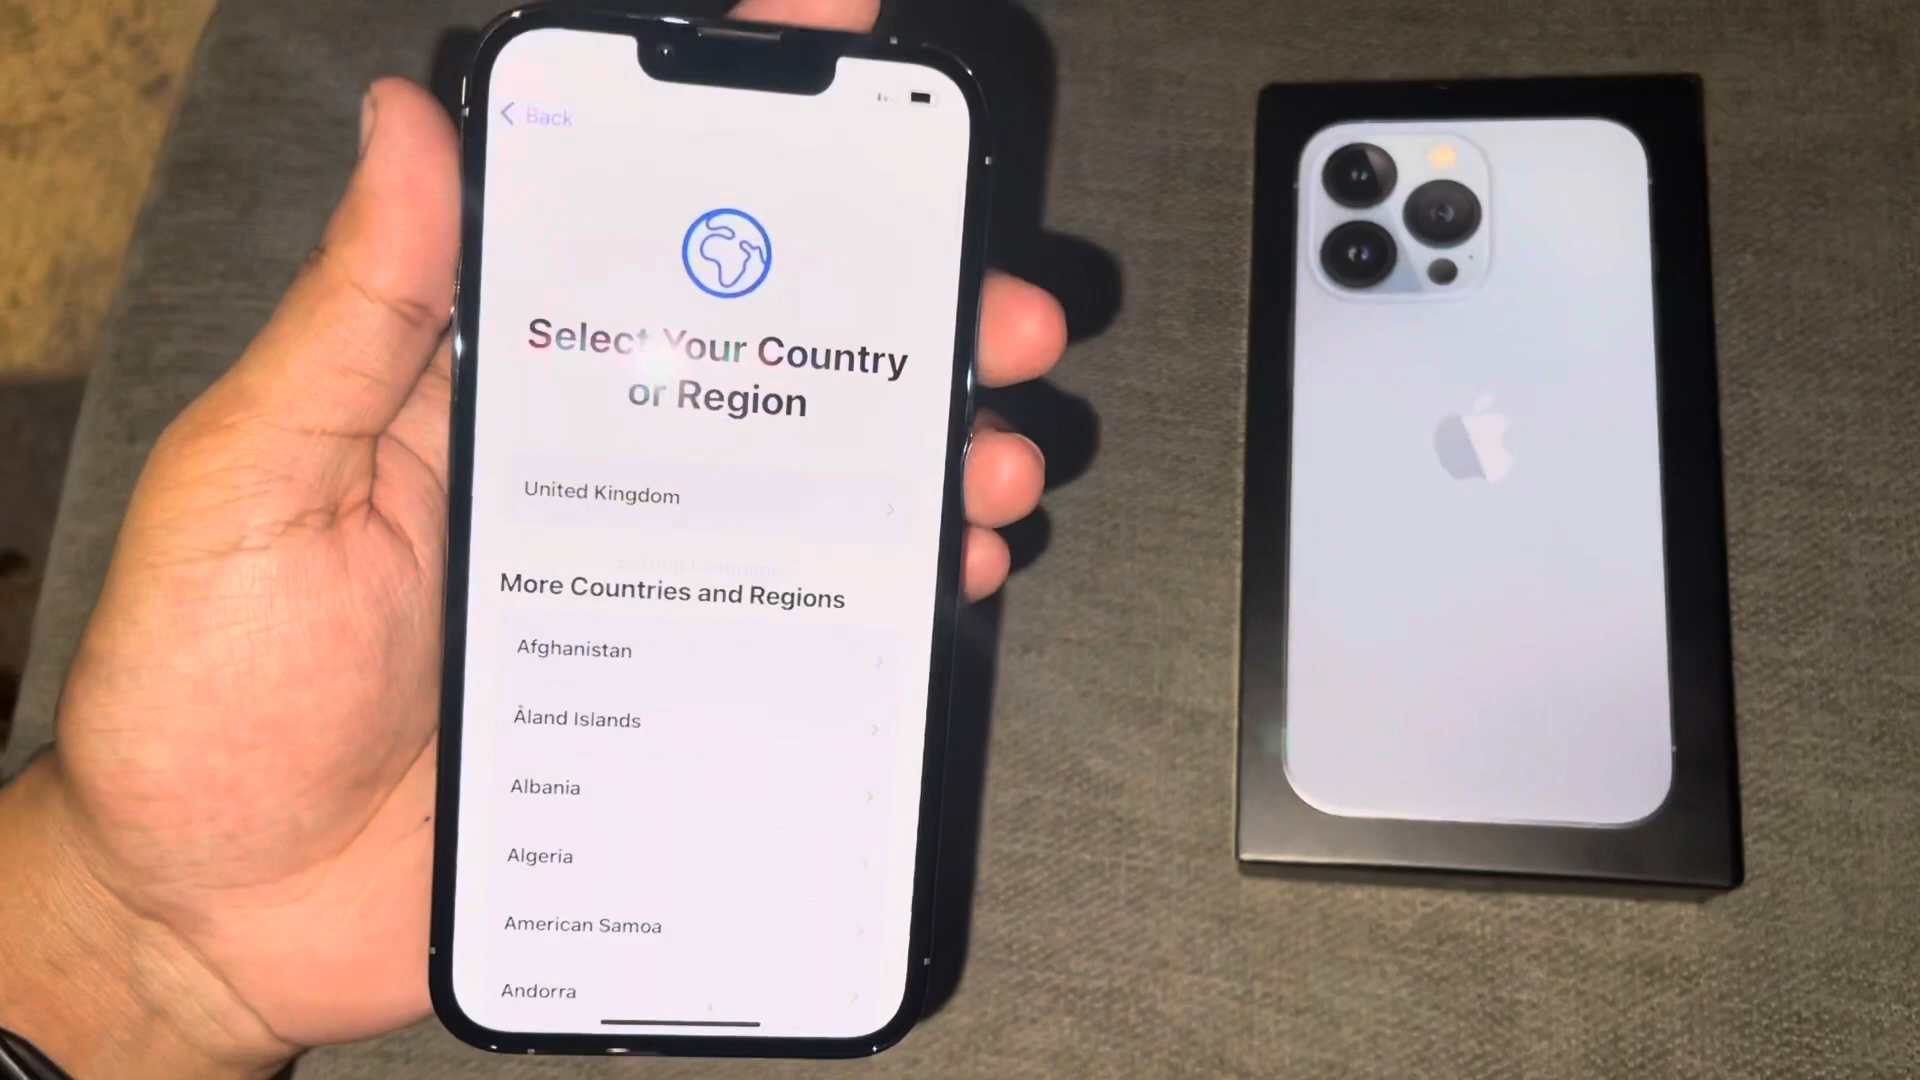 Back
Select Your Country
or Region
United Kingdom
More Countries and Regions
Afghanistan
Åland Islands
Albania
Algeria
American Samoa
Andorra